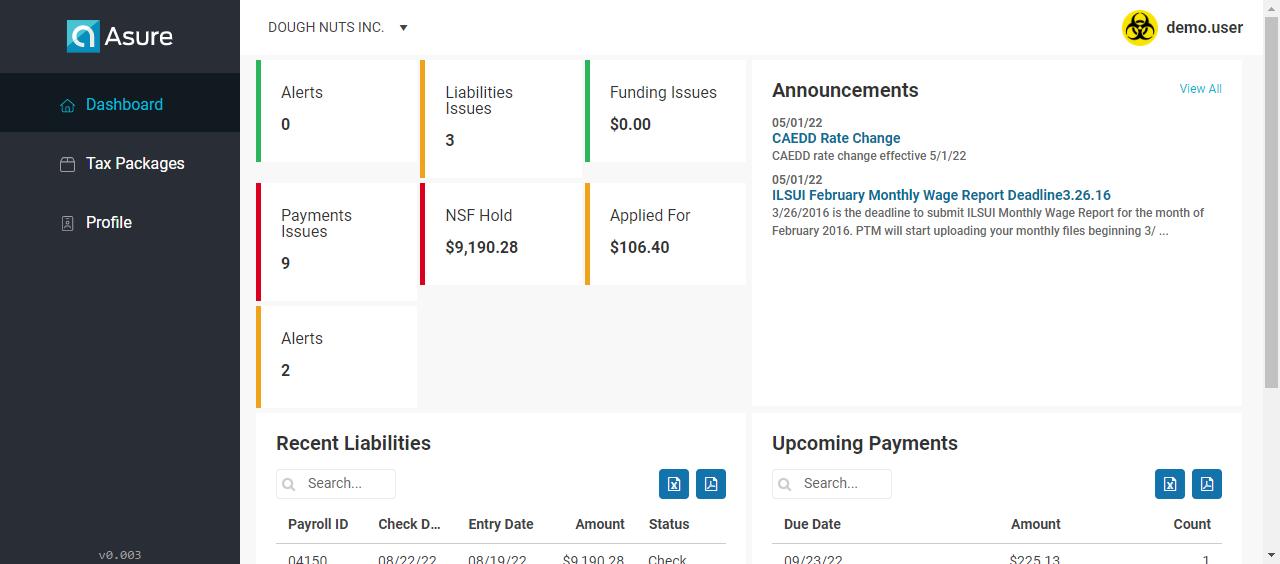 Asure
DOUGH NUTS INC.
demo.user
Dashboard
Tax Packages
Profile
v0.003
Alerts
0
Liabilities
Issues
3
Funding Issues
$0.00
Payments
Issues
9
NSF Hold
$9,190.28
Applied For
$106.40
Alerts
2
Announcements
View All
05/01/22
CAEDD Rate Change
CAEDD rate change effective 5/1/22
05/01/22
ILSUI February Monthly Wage Report Deadline3.26.16
3/26/2016 is the deadline to submit ILSUI Monthly Wage Report for the month of
February 2016. PTM will start uploading your monthly files beginning 3/ ...
Recent Liabilities
Search...
Payroll ID Check D... Entry Date Amount Status
04150 08/22/22 08/19/22 $9,190.28 Check
Upcoming Payments
Search...
Due Date Amount Count
09/23/22 $225.13 1